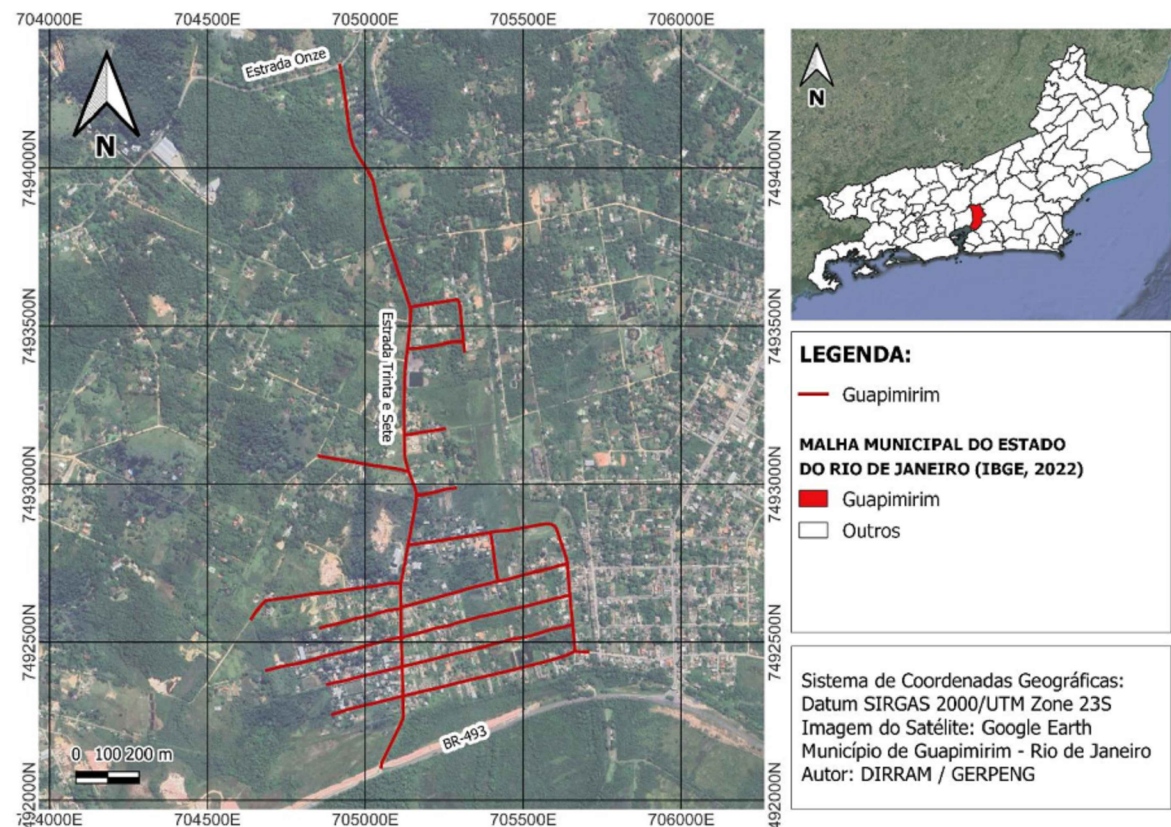 704000E 704500E 705000E 705500E 706000E
Estrada Onze
N
7494000N 7494000N
7493500N 7493500N
Estrada Trinta e Sete
7493000N 7493000N
7492500N 7492500N
BR-493
0 100 200 m
7492000N 7492000N
704000E 704500E 705000E 705500E 706000E
N
LEGENDA:
Guapimirim
MALHA MUNICIPAL DO ESTADO
DO RIO DE JANEIRO (IBGE, 2022)
Guapimirim
Outros
Sistema de Coordenadas Geográficas:
Datum SIRGAS 2000/UTM Zone 23S
Imagem do Satélite: Google Earth
Município de Guapimirim - Rio de Janeiro
Autor: DIRRAM / GERPENG